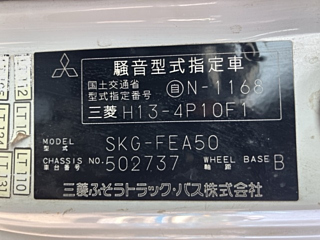 騒音型式指定車
国土交通省
型式指定番号 自N-1168
三菱 H13-4P10F1
MODEL
型式 SKG-FEA50
CHASSIS NO.
車台番号 502737 WHEEL BASE B
三菱ふそうトラック・バス株式会社
LT
110